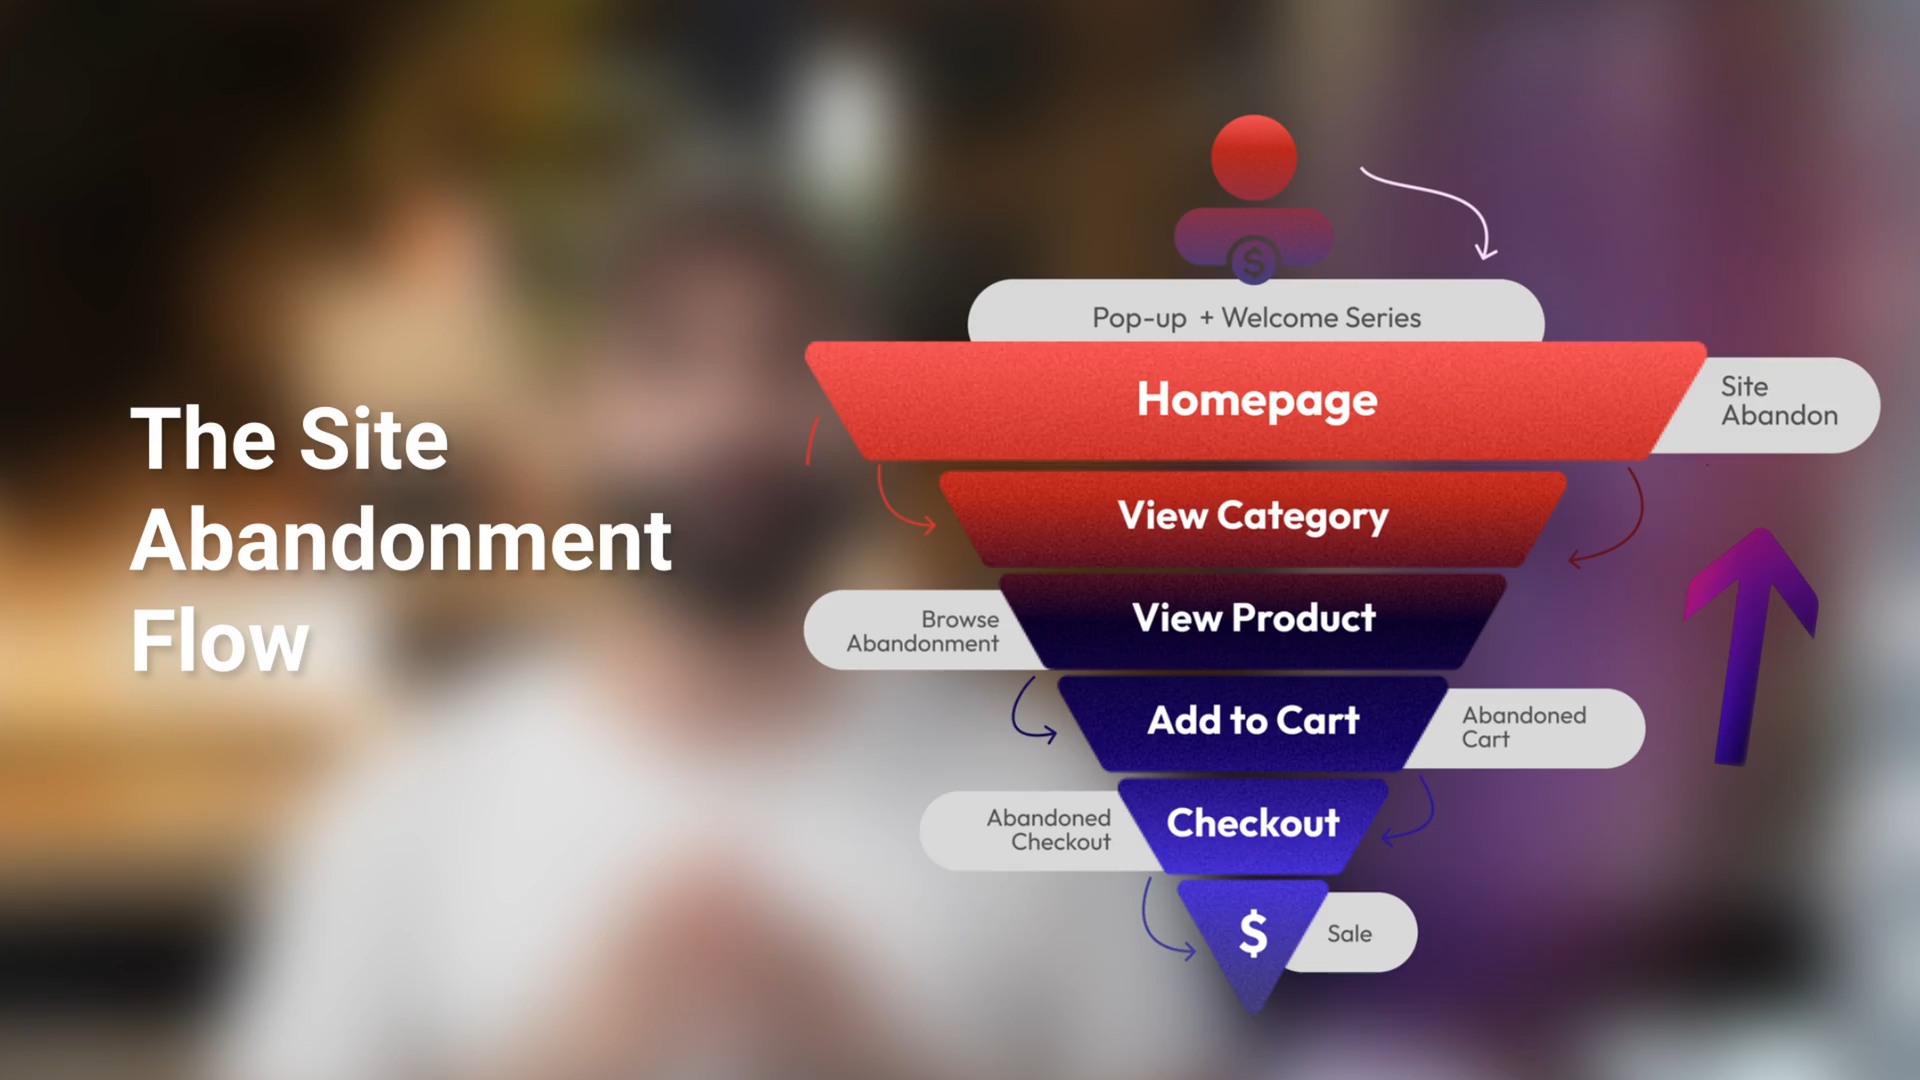 The Site
Abandonment
Flow
$
Pop-up + Welcome Series
Homepage
Site
Abandon
View Category
View Product
Browse
Abandonment
Add to Cart
Abandoned
Cart
Checkout
Abandoned
Checkout
$
Sale